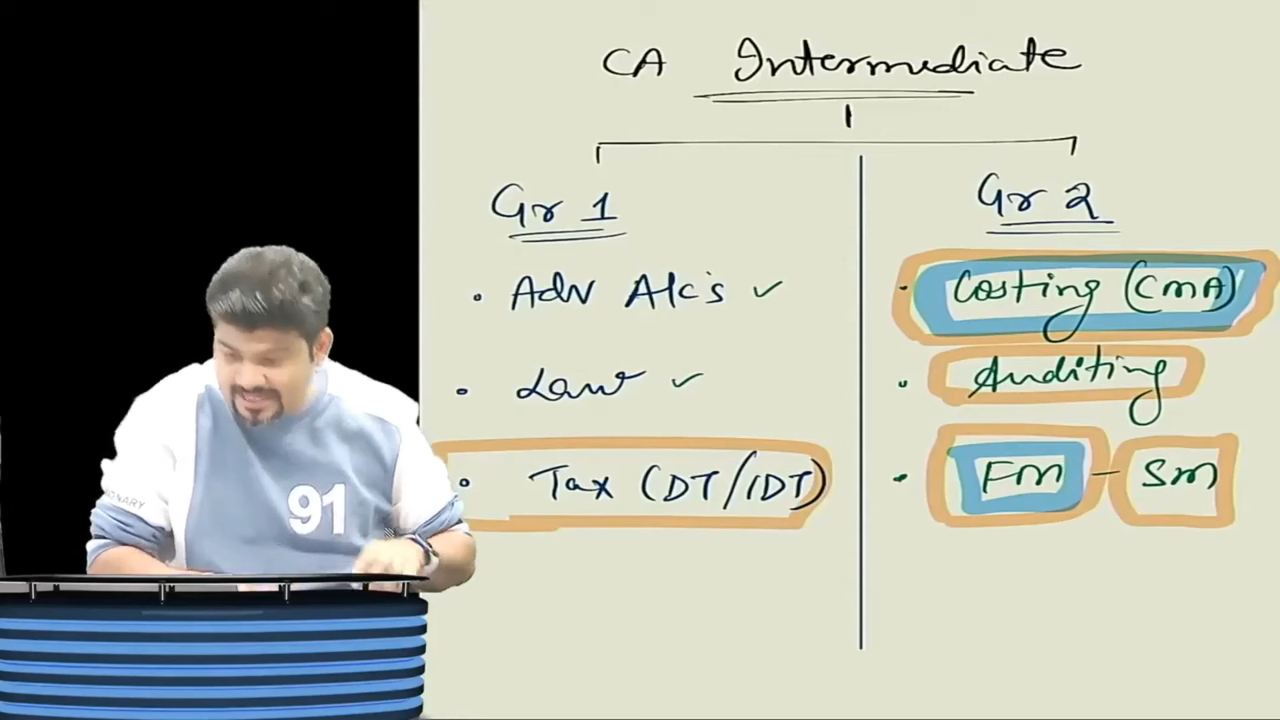 CA Intermediate
Gr 1
• Adv A/c's ✓
• Law ✓
• Tax (DT/IDT)
Gr 2
• Costing (CMA)
• Auditing
• FM - SM
91